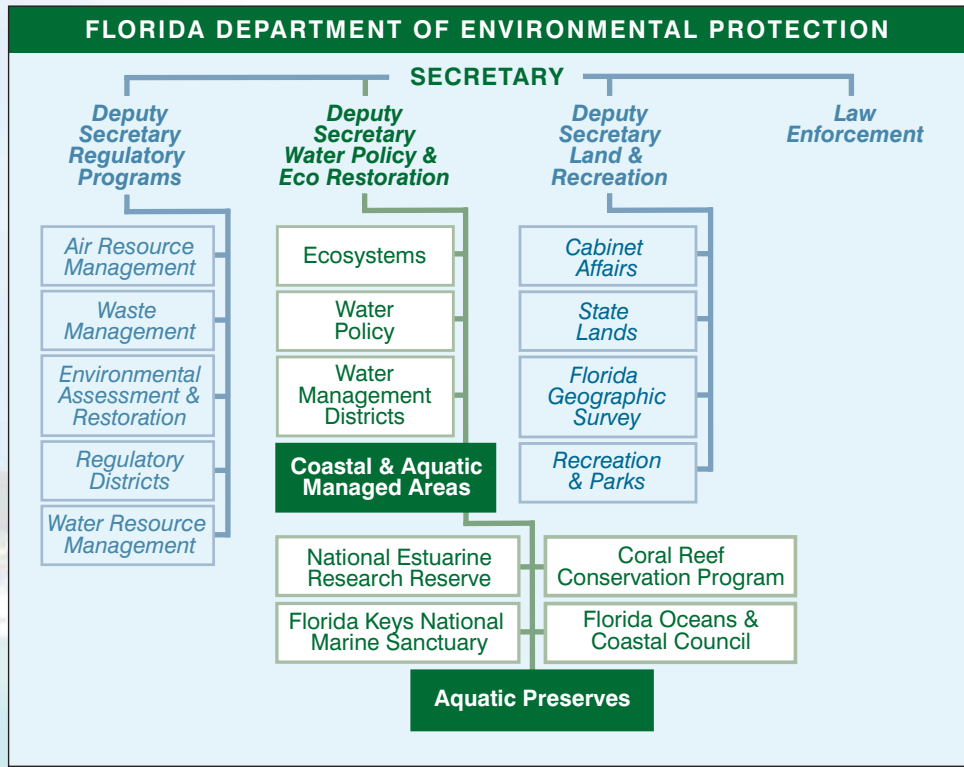 FLORIDA DEPARTMENT OF ENVIRONMENTAL PROTECTION
SECRETARY
Deputy
Secretary
Regulatory
Programs
Air Resource
Management
Waste
Management
Environmental
Assessment &
Restoration
Regulatory
Districts
Water Resource
Management
Deputy
Secretary
Water Policy &
Eco Restoration
Ecosystems
Water
Policy
Water
Management
Districts
Coastal & Aquatic
Managed Areas
National Estuarine
Research Reserve
Coral Reef
Conservation Program
Florida Keys National
Marine Sanctuary
Florida Oceans &
Coastal Council
Aquatic Preserves
Deputy
Secretary
Land &
Recreation
Cabinet
Affairs
State
Lands
Florida
Geographic
Survey
Recreation
& Parks
Law
Enforcement